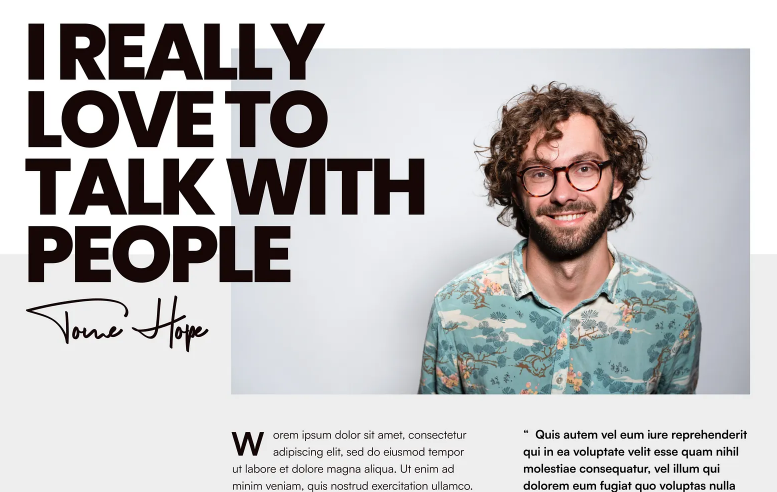 I REALLY
LOVE TO
TALK WITH
PEOPLE
Tome Hope
W orem ipsum dolor sit amet, consectetur
adipiscing elit, sed do eiusmod tempor
ut labore et dolore magna aliqua. Ut enim ad
minim veniam, quis nostrud exercitation ullamco.
“ Quis autem vel eum iure reprehenderit
qui in ea voluptate velit esse quam nihil
molestiae consequatur, vel illum qui
dolorem eum fugiat quo voluptas nulla